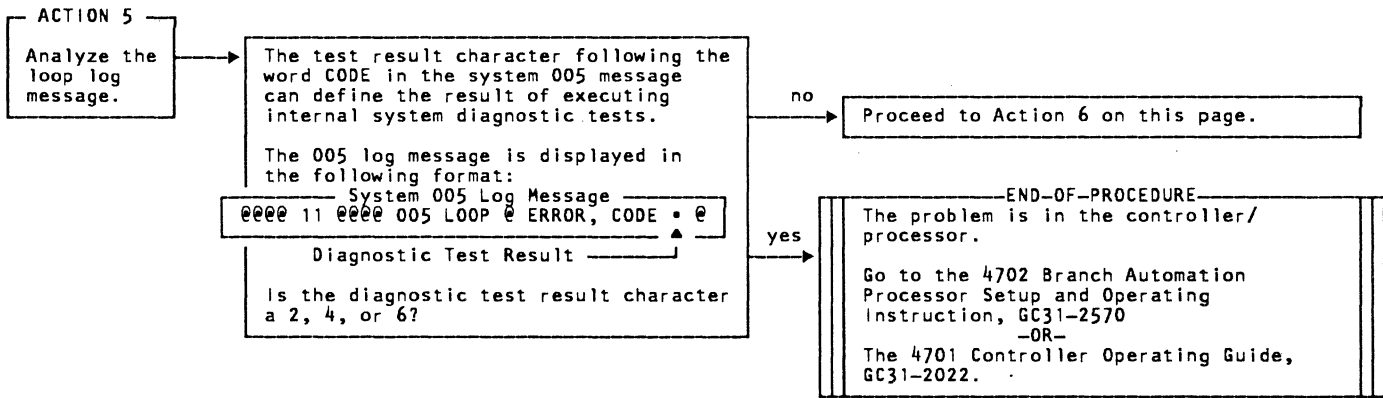 ACTION 5
Analyze the
loop log
message.
The test result character following the
word CODE in the system 005 message
can define the result of executing
internal system diagnostic tests.
The 005 log message is displayed in
the following format:
System 005 Log Message
@@@@ 11 @@@@ 005 LOOP @ ERROR, CODE ▪ @
Diagnostic Test Result
Is the diagnostic test result character
a 2, 4, or 6?
no
Proceed to Action 6 on this page.
yes
END-OF-PROCEDURE
The problem is in the controller/
processor.
Go to the 4702 Branch Automation
Processor Setup and Operating
Instruction, GC31-2570
-OR-
The 4701 Controller Operating Guide,
GC31-2022.